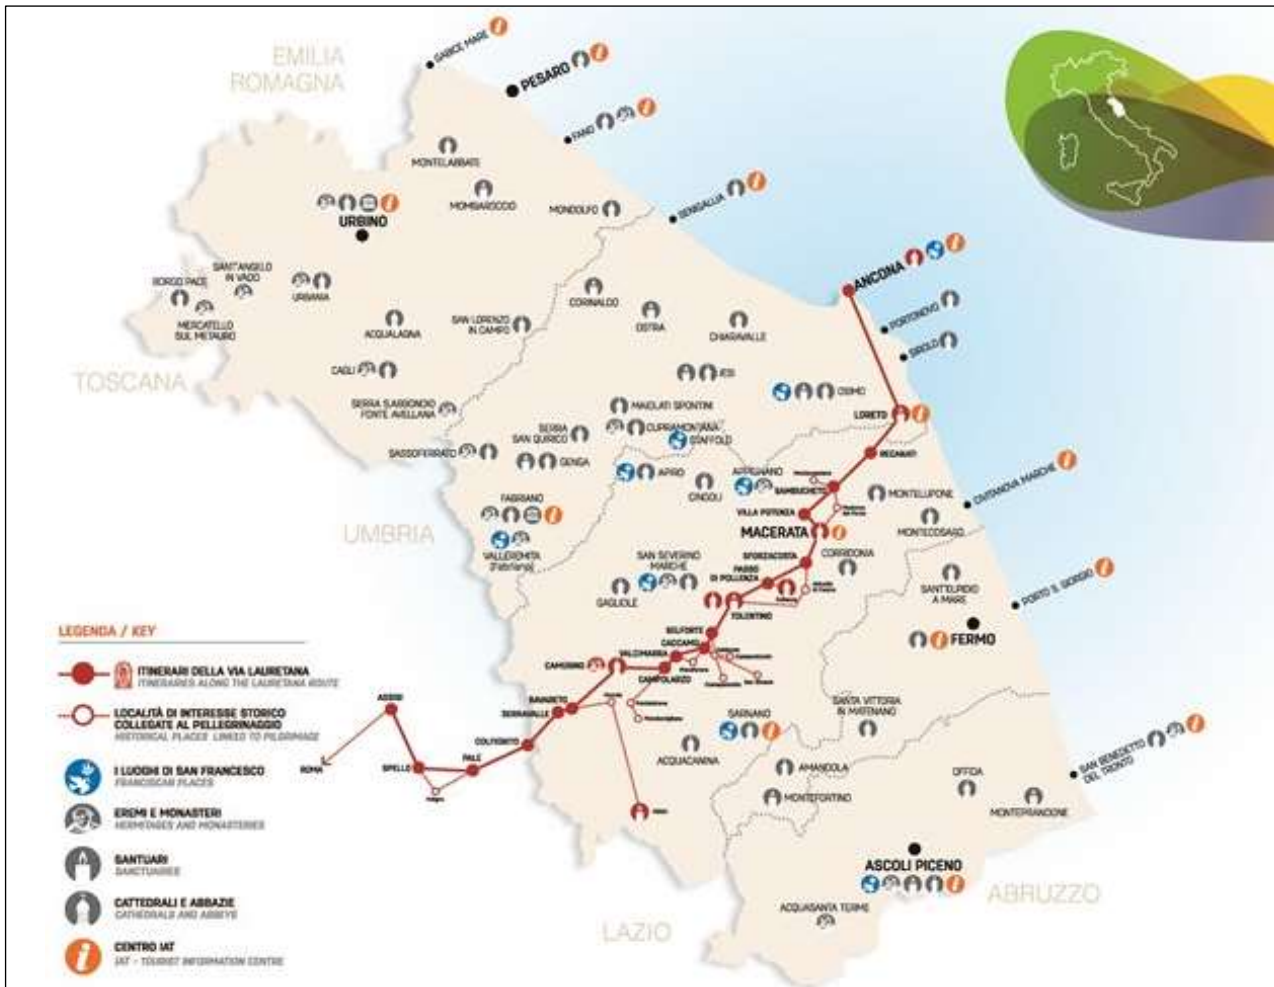 EMILIA
ROMAGNA
GABICE MARE
PESARO
FANO
MONTELABBATE
MOMBAROCCIO
MONDOLFO
SENIGALLIA
URBINO
BORGO PACE
SANT'ANGELO
IN VADO
URBANIA
MERCATELLO
SUL METAURO
ACQUALAGNA
SAN LORENZO
IN CAMPO
CORINALDO
OSTRA
CHIARAVALLE
ANCONA
PORTONOVO
SIROLO
TOSCANA
CAGLI
JESI
OSIMO
LORETO
SERRA S.ABBONDIO
FONTE AVELLANA
MAIOLATI SPONTINI
CUPRAMONTANA
STAFFOLO
SERRA
SAN QUIRICO
SASSOFERRATO
GENGA
APIRO
CINGOLI
APPIGNANO
RECANATI
SAMBUCHETO
MONTELUPONE
CIVITANOVA MARCHE
VILLA POTENZA
MONTECOSARO
MACERATA
UMBRIA
FABRIANO
VALLEREMITA
(Fabriano)
SAN SEVERINO
MARCHE
GAGLIOLE
SFORZACOSTA
CORRIDONIA
PASSO
DI POLLENZA
SANT'ELPIDIO
A MARE
PORTO S. GIORGIO
TOLENTINO
FERMO
BELFORTE
CACCAMO
VALCIMARRA
CAMERINO
CAMPOLARZO
LEGENDA / KEY
ITINERARI DELLA VIA LAURETANA
ITINERARIES ALONG THE LAURETANA ROUTE
LOCALITÀ DI INTERESSE STORICO
COLLEGATE AL PELLEGRINAGGIO
HISTORICAL PLACES LINKED TO PILGRIMAGE
I LUOGHI DI SAN FRANCESCO
FRANCISCAN PLACES
EREMI E MONASTERI
HERMITAGES AND MONASTERIES
SANTUARI
SANCTUARIES
CATTEDRALI E ABBAZIE
CATHEDRALS AND ABBEYS
CENTRO IAT
IAT - TOURIST INFORMATION CENTRE
ASSISI
ROMA
SPELLO
PALE
COLFIORITO
SERRAVALLE
BAVARETO
SARNANO
ACQUACANINA
SANTA VITTORIA
IN MATENANO
AMANDOLA
MONTEFORTINO
OFFIDA
MONTEPRANDONE
SAN BENEDETTO
DEL TRONTO
ASCOLI PICENO
ACQUASANTA TERME
ABRUZZO
LAZIO